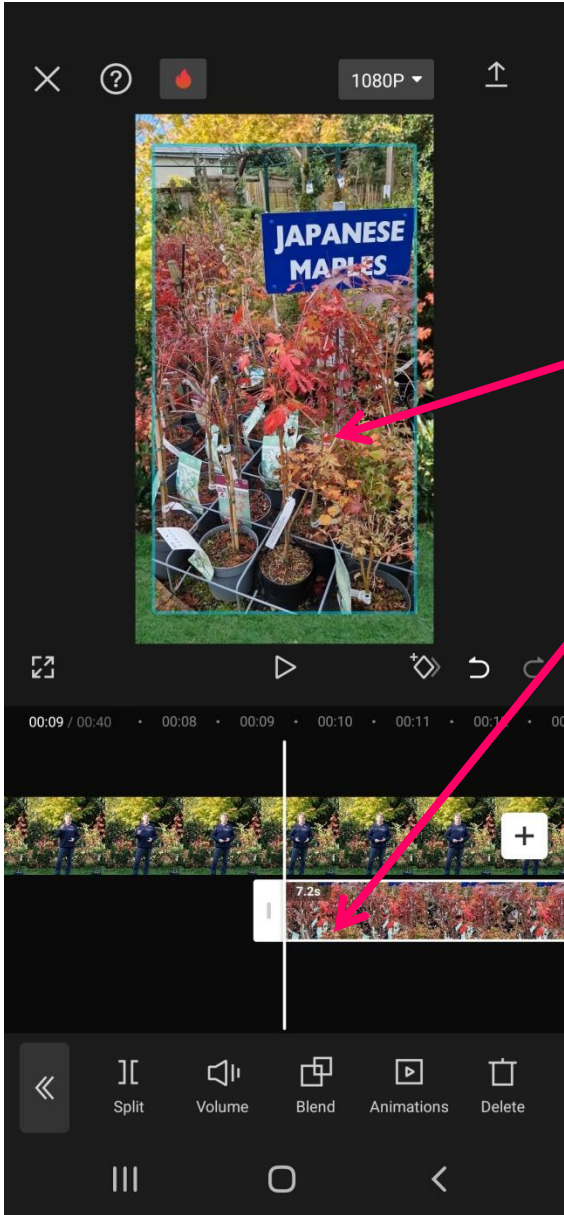 1080P
JAPANESE
MAPLES
00:09 / 00:40 00:08 00:09 00:10 00:11
7.2s
Split Volume Blend Animations Delete